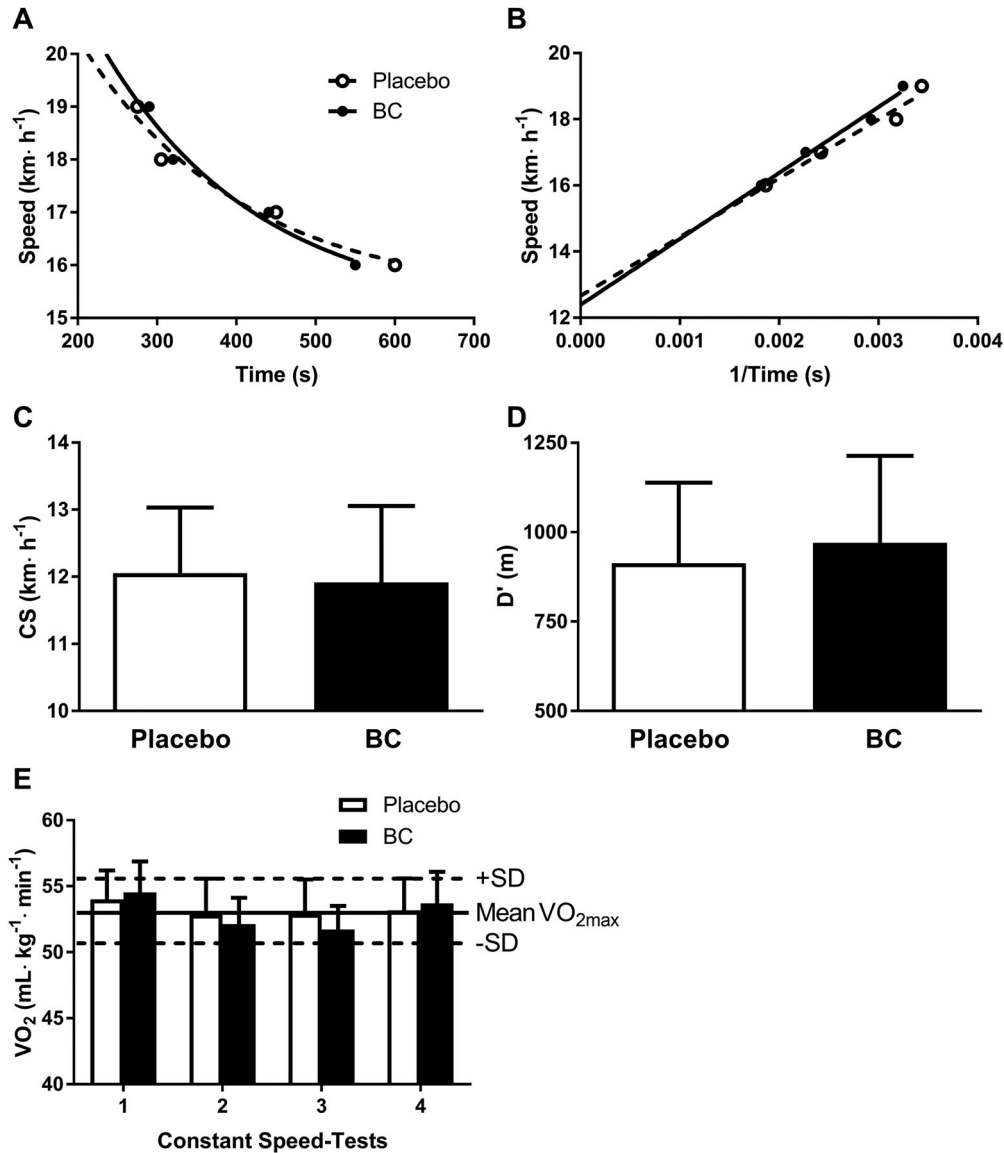 A
Speed (km· h⁻¹)
20
19
18
17
16
15
200 300 400 500 600 700
Time (s)
Placebo
BC
B
Speed (km· h⁻¹)
20
18
16
14
12
0.000 0.001 0.002 0.003 0.004
1/Time (s)
C
CS (km· h⁻¹)
14
13
12
11
10
Placebo BC
D
D' (m)
1250
1000
750
500
Placebo BC
E
Placebo
BC
VO₂ (mL· kg⁻¹· min⁻¹)
60
55
50
45
40
+SD
Mean VO₂max
-SD
1 2 3 4
Constant Speed-Tests